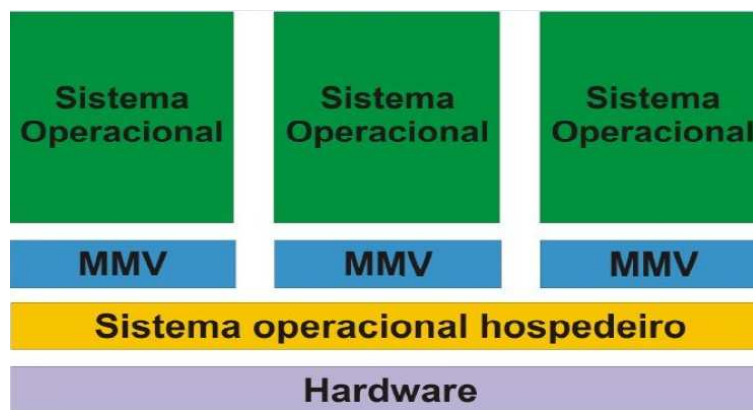 Sistema
Operacional
Sistema
Operacional
Sistema
Operacional
MMV
MMV
MMV
Sistema operacional hospedeiro
Hardware